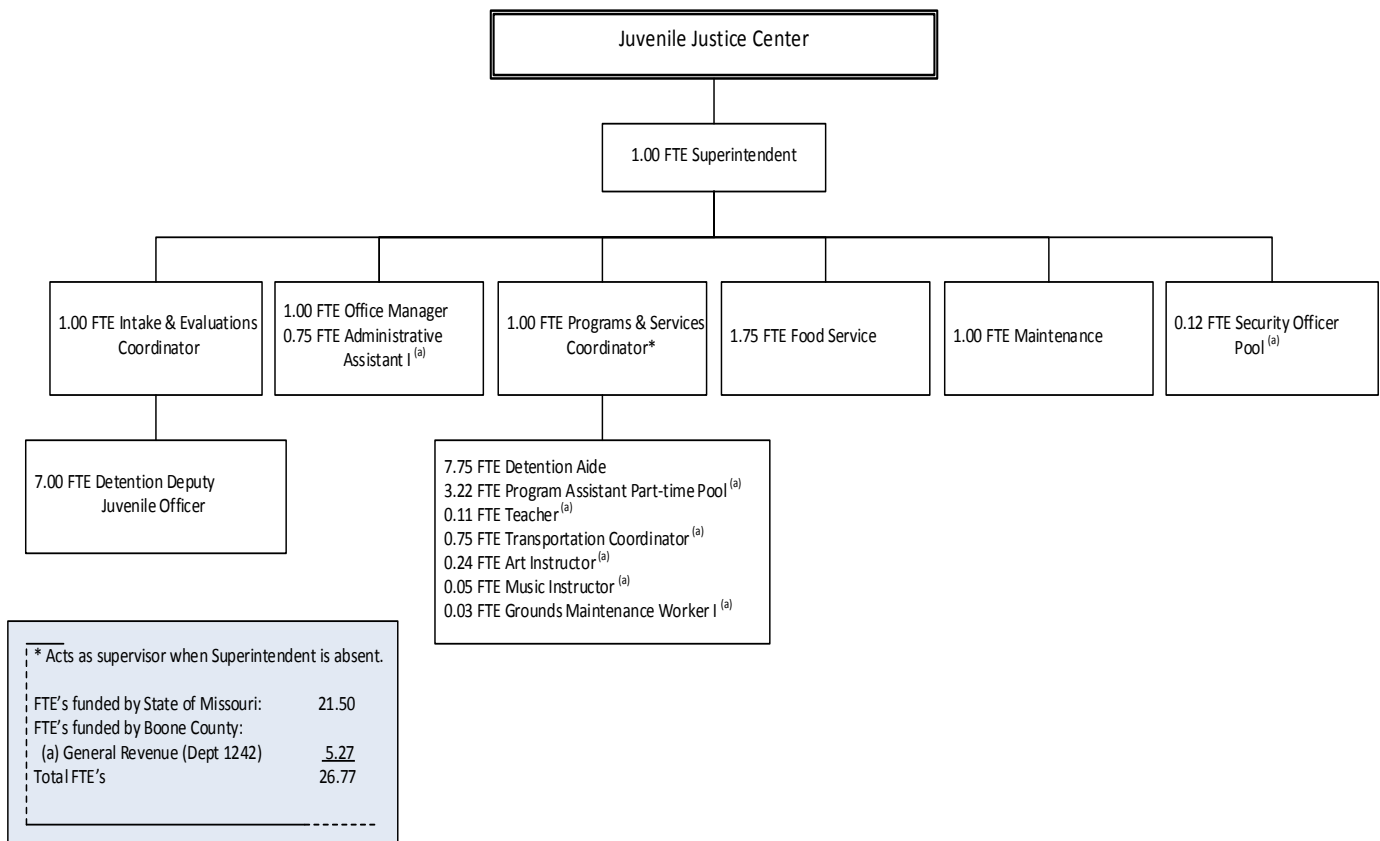 Juvenile Justice Center
1.00 FTE Superintendent
1.00 FTE Intake & Evaluations
Coordinator
1.00 FTE Office Manager
0.75 FTE Administrative
Assistant I (a)
1.00 FTE Programs & Services
Coordinator*
1.75 FTE Food Service
1.00 FTE Maintenance
0.12 FTE Security Officer
Pool (a)
7.00 FTE Detention Deputy
Juvenile Officer
7.75 FTE Detention Aide
3.22 FTE Program Assistant Part-time Pool (a)
0.11 FTE Teacher (a)
0.75 FTE Transportation Coordinator (a)
0.24 FTE Art Instructor (a)
0.05 FTE Music Instructor (a)
0.03 FTE Grounds Maintenance Worker I (a)
* Acts as supervisor when Superintendent is absent.
FTE's funded by State of Missouri: 21.50
FTE's funded by Boone County:
(a) General Revenue (Dept 1242) 5.27
Total FTE's 26.77